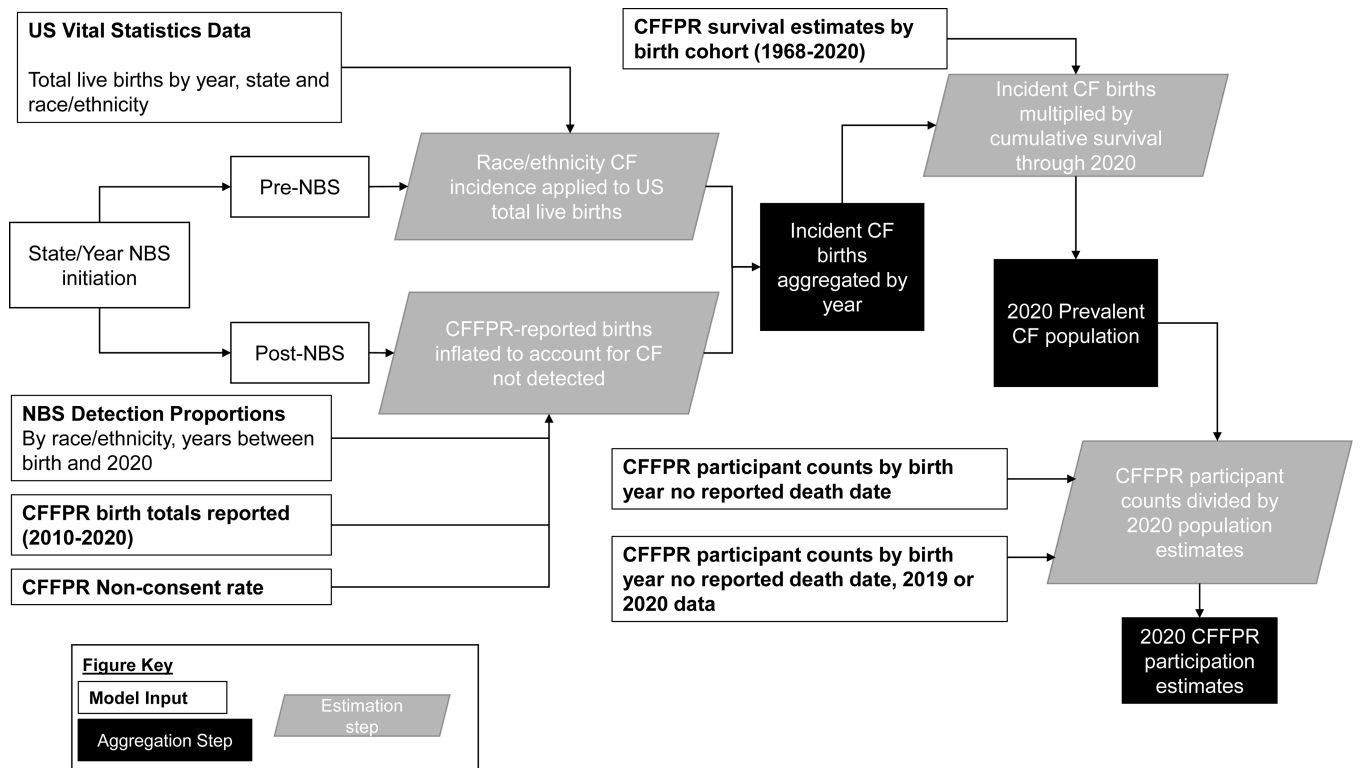 US Vital Statistics Data
Total live births by year, state and
race/ethnicity
State/Year NBS
initiation
Pre-NBS
Post-NBS
Race/ethnicity CF
incidence applied to US
total live births
CFFPR-reported births
inflated to account for CF
not detected
NBS Detection Proportions
By race/ethnicity, years between
birth and 2020
CFFPR birth totals reported
(2010-2020)
CFFPR Non-consent rate
Incident CF
births
aggregated by
year
CFFPR survival estimates by
birth cohort (1968-2020)
Incident CF births
multiplied by
cumulative survival
through 2020
2020 Prevalent
CF population
CFFPR participant counts by birth
year no reported death date
CFFPR participant counts by birth
year no reported death date, 2019 or
2020 data
CFFPR participant
counts divided by
2020 population
estimates
2020 CFFPR
participation
estimates
Figure Key
Model Input
Aggregation Step
Estimation
step